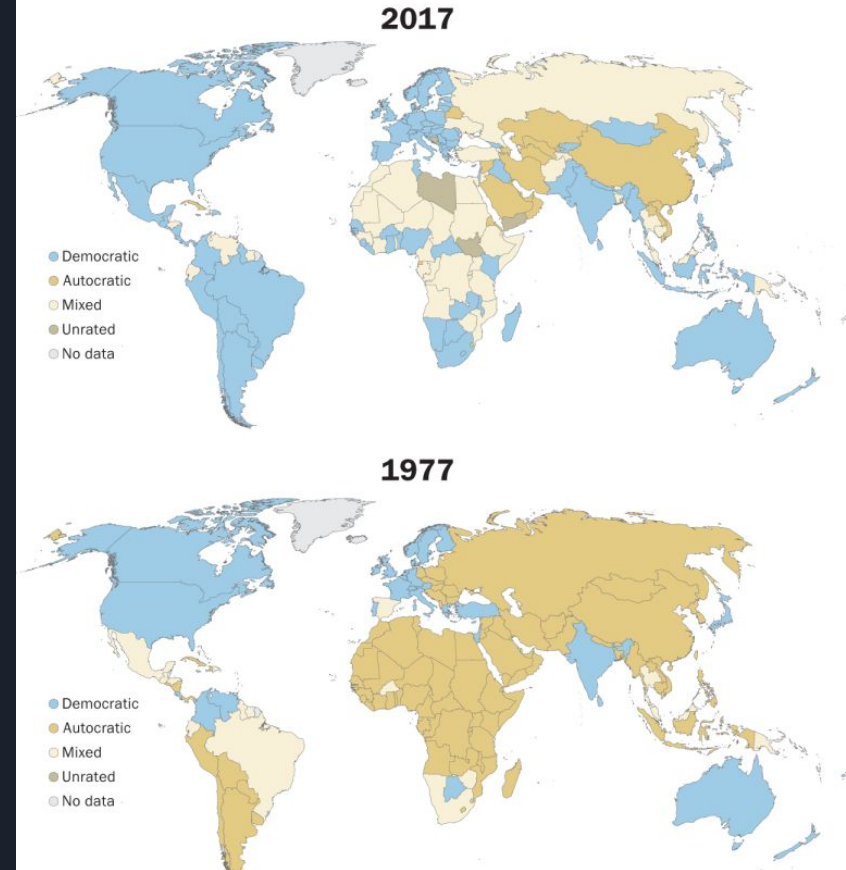 2017
Democratic
Autocratic
Mixed
Unrated
No data
1977
Democratic
Autocratic
Mixed
Unrated
No data